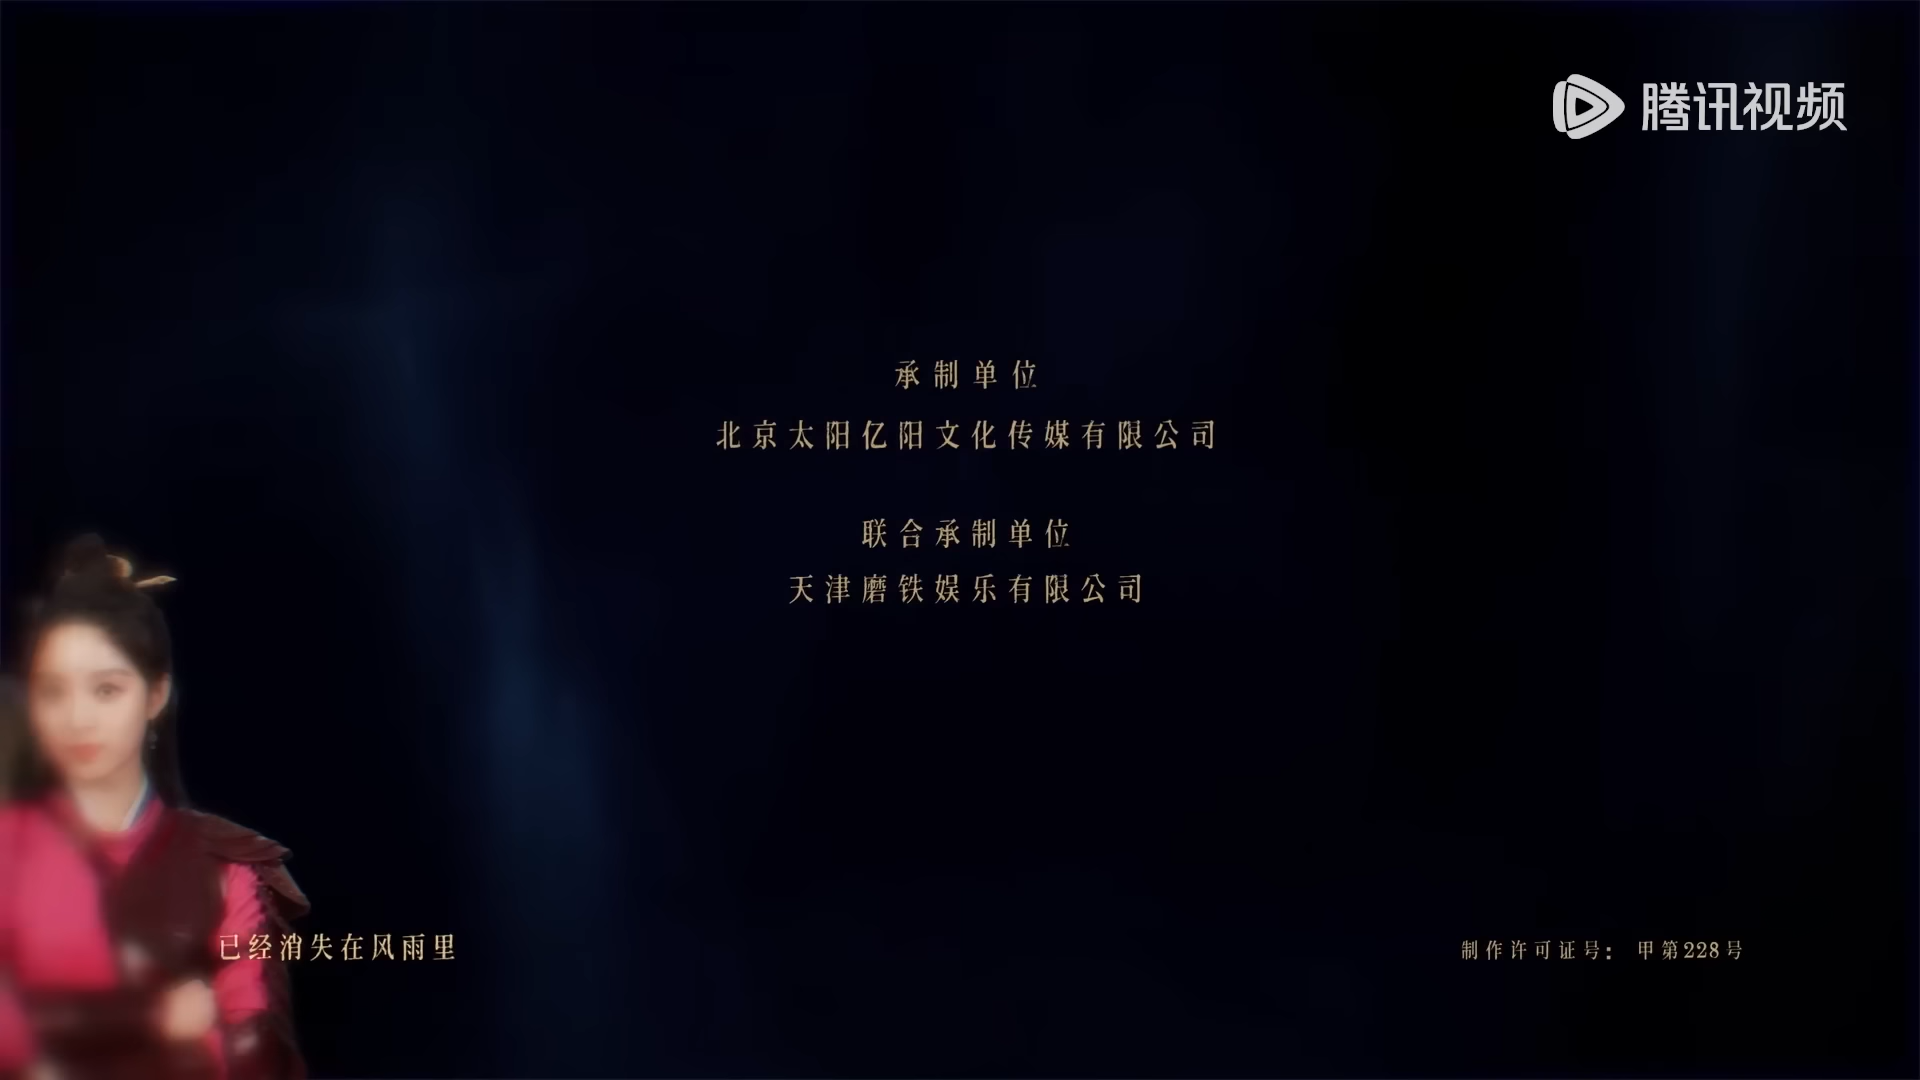 腾讯视频
承制单位
北京太阳亿阳文化传媒有限公司
联合承制单位
天津磨铁娱乐有限公司
已经消失在风雨里
制作许可证号： 甲第228号